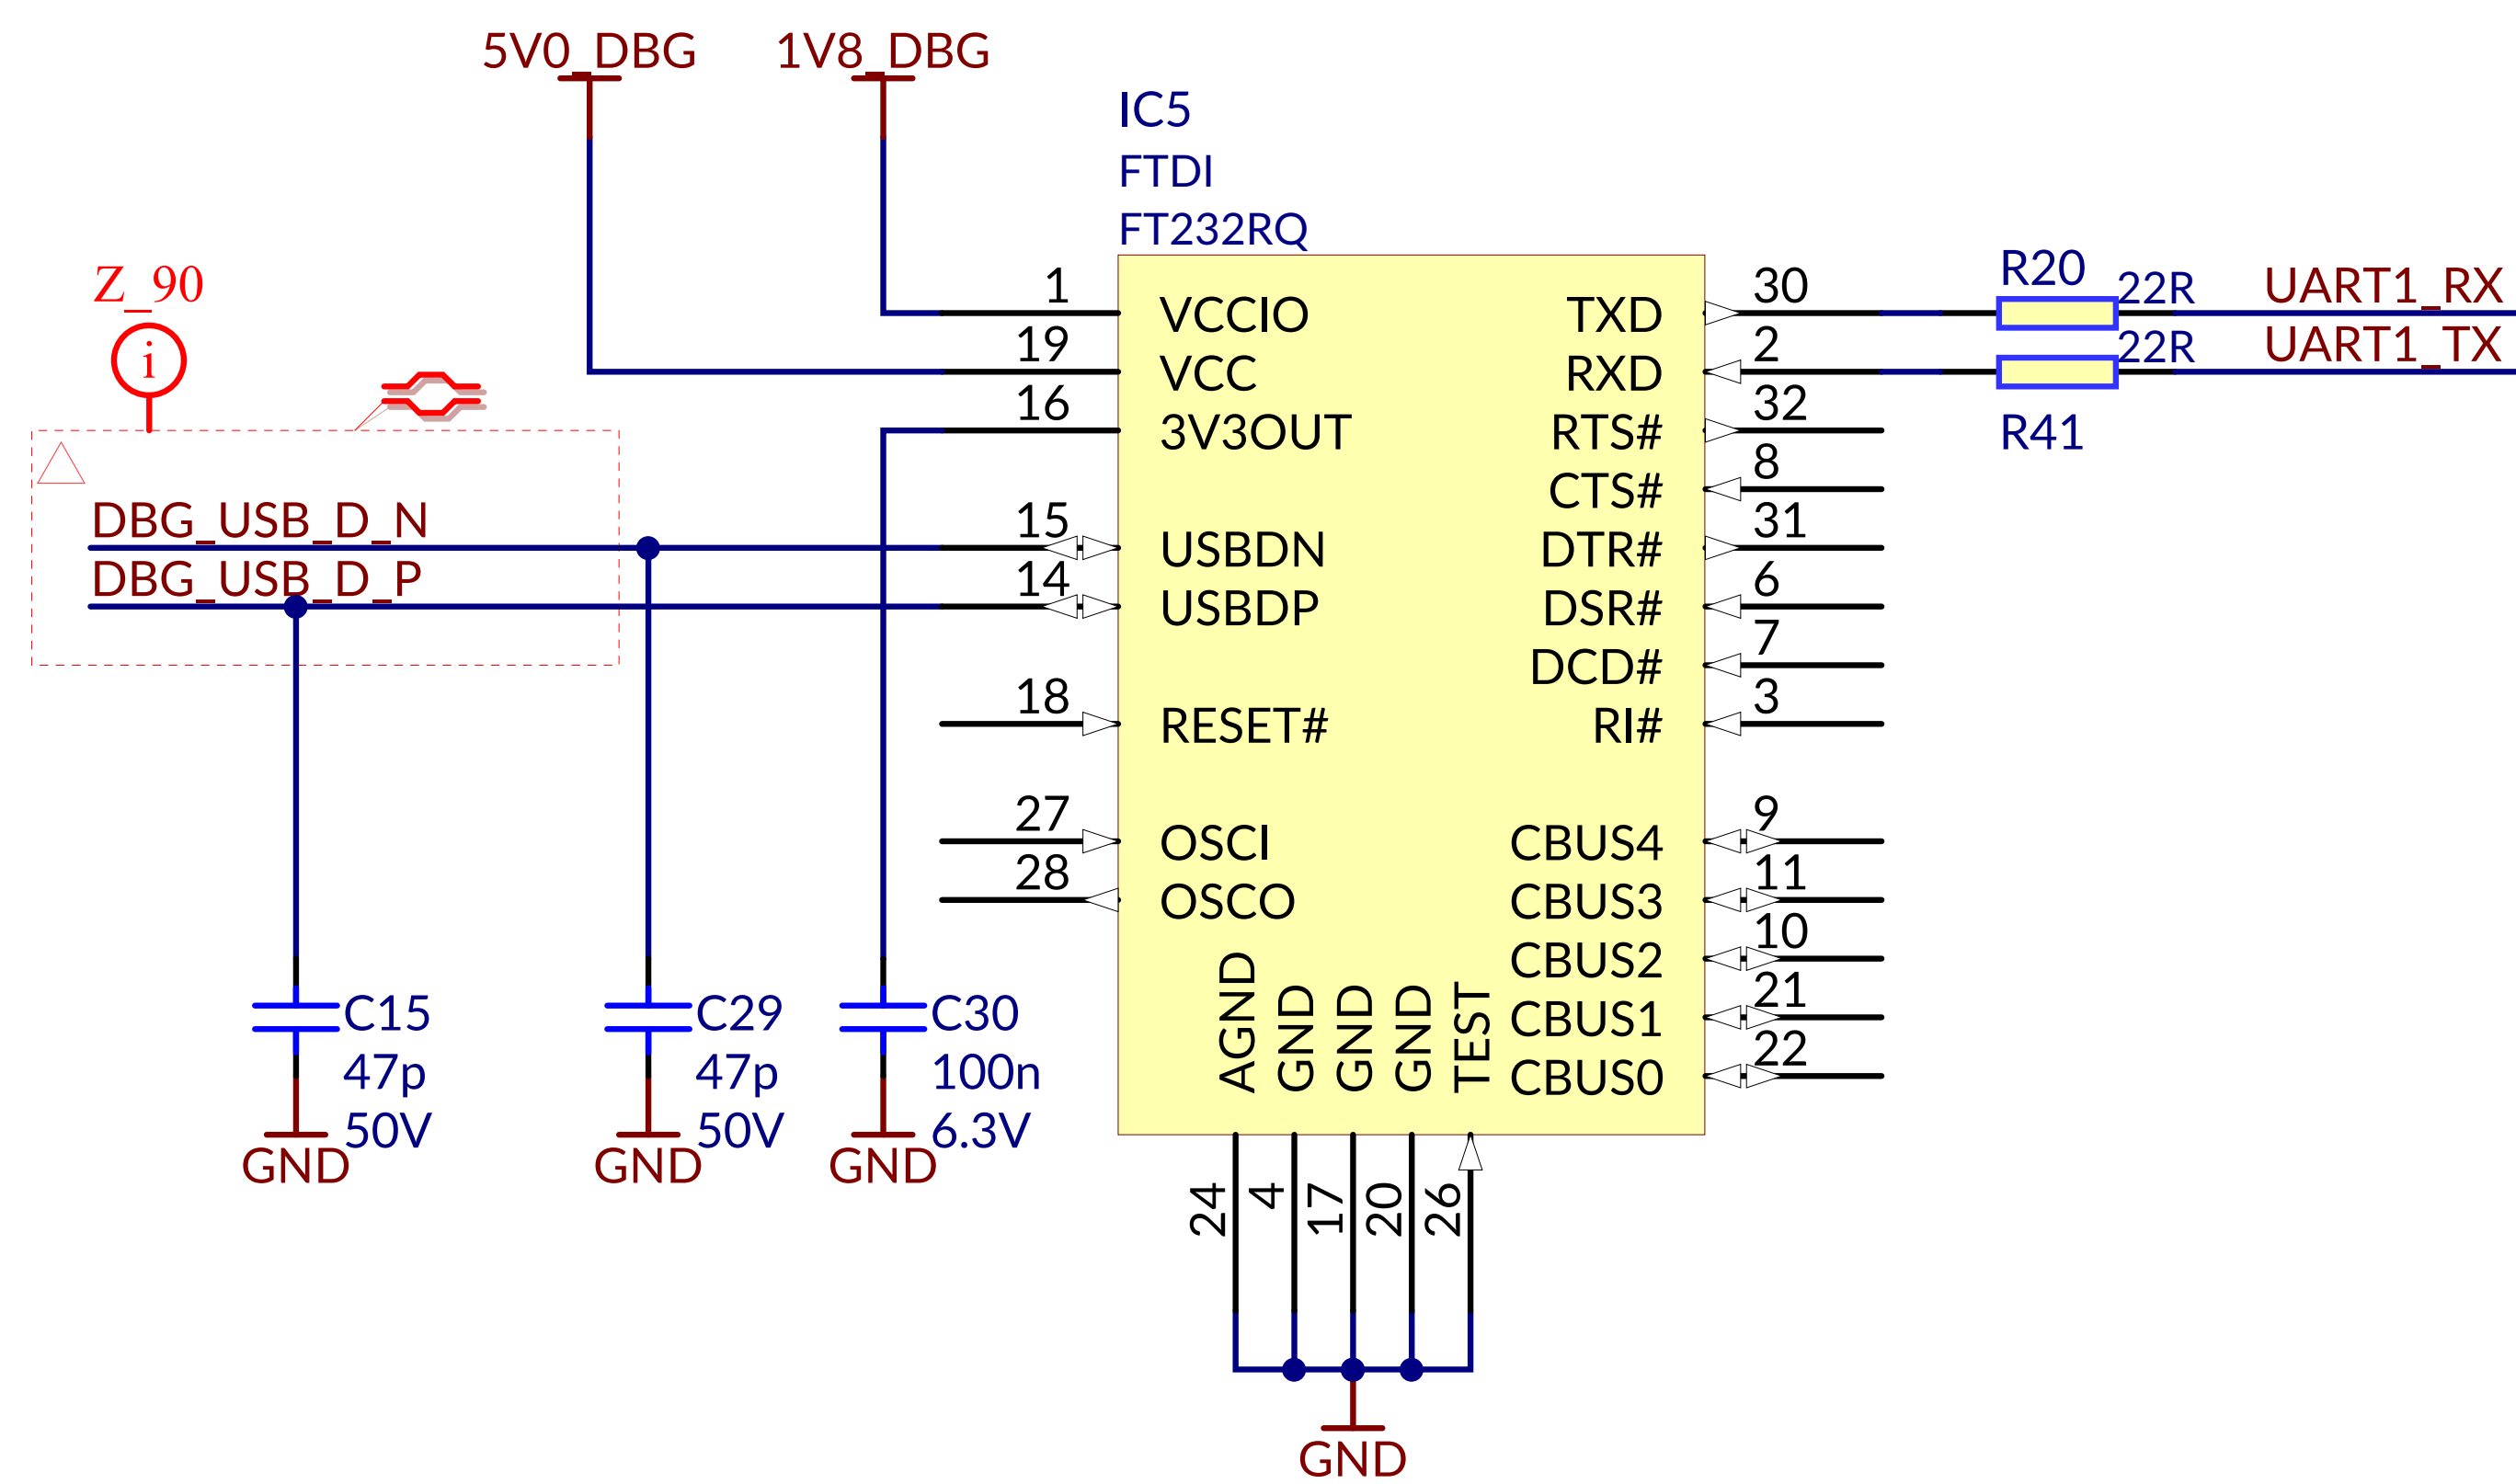 5V0_DBG
1V8_DBG
IC5
FTDI
FT232RQ
Z_90
i
1
VCCIO
19
VCC
16
3V3OUT
DBG_USB_D_N
15
USBDN
DBG_USB_D_P
14
USBDP
18
RESET#
27
OSCI
28
OSCO
TXD
30
R20
22R
UART1_RX
RXD
2
22R
UART1_TX
R41
RTS#
32
CTS#
8
DTR#
31
DSR#
6
DCD#
7
RI#
3
CBUS4
9
CBUS3
11
CBUS2
10
CBUS1
21
CBUS0
22
AGND
GND
GND
GND
TEST
24
4
17
20
26
GND
C15
47p
50V
GND
C29
47p
50V
GND
C30
100n
6.3V
GND